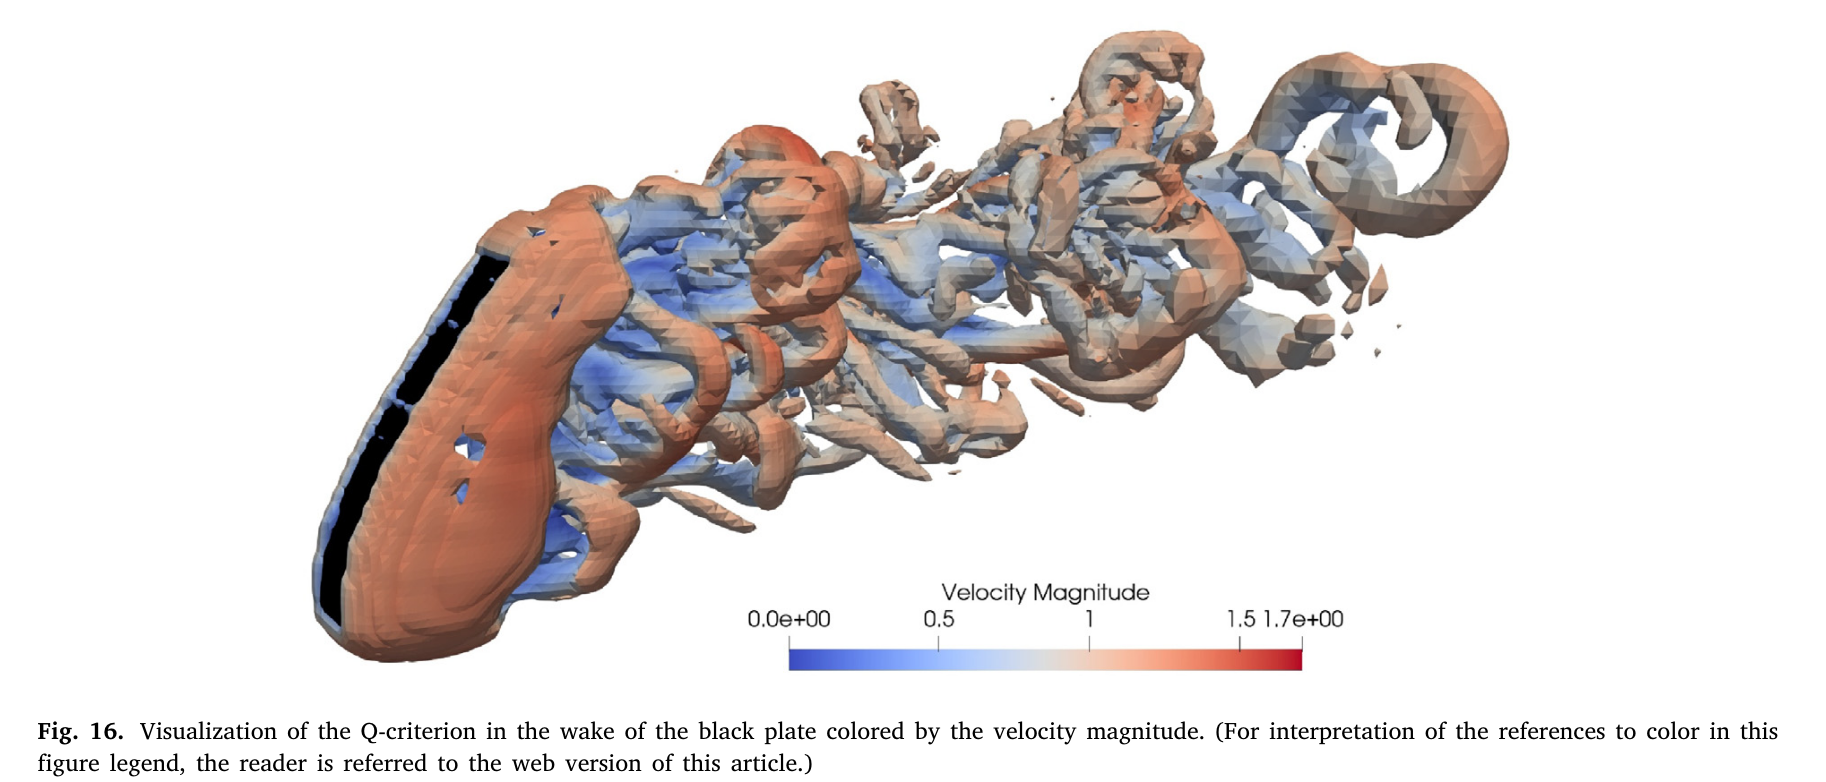 Velocity Magnitude
0.0e+00 0.5 1 1.5 1.7e+00
Fig. 16. Visualization of the Q-criterion in the wake of the black plate colored by the velocity magnitude. (For interpretation of the references to color in this
figure legend, the reader is referred to the web version of this article.)